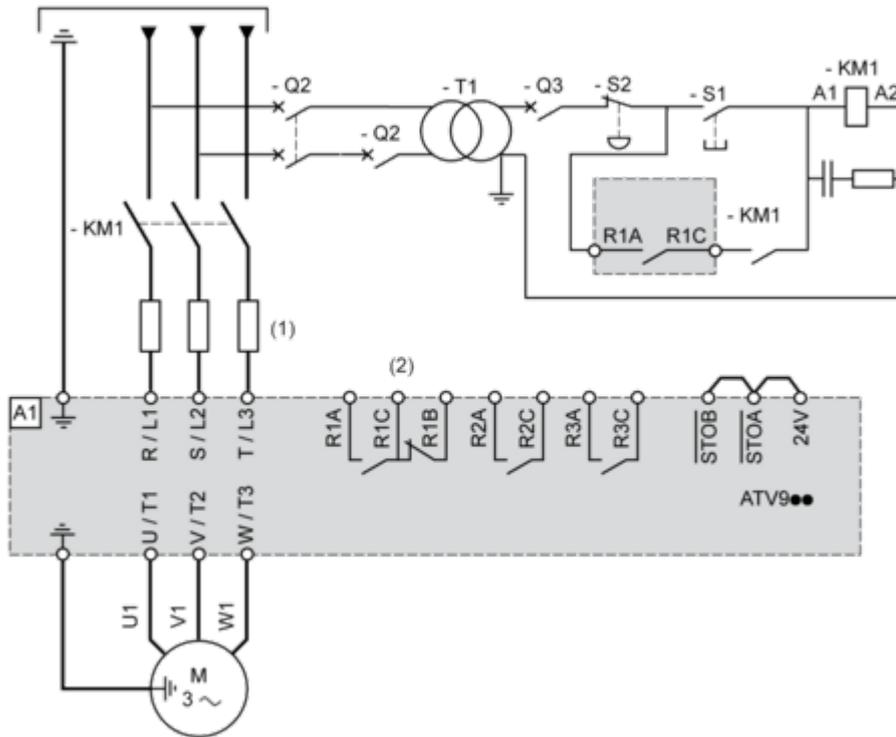 - Q2
- T1
- Q3
- S2
- S1
- KM1
A1
A2
- Q2
- KM1
R1A
R1C
- KM1
(1)
(2)
A1
R / L1
S / L2
T / L3
R1A
R1C
R1B
R2A
R2C
R3A
R3C
STOB
STOA
24V
ATV9●●
U / T1
V / T2
W / T3
U1
V1
W1
M
3 ~